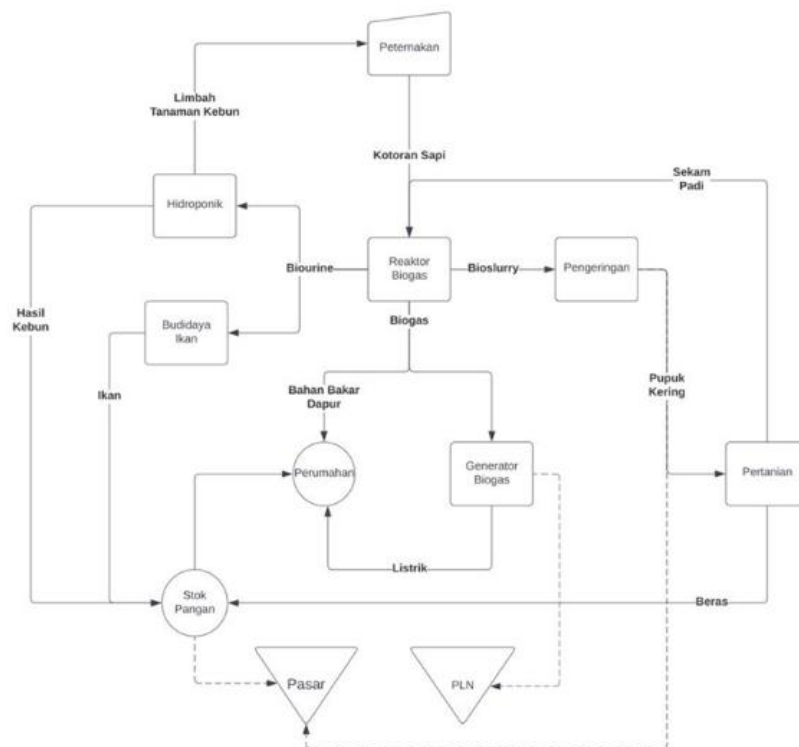 Peternakan
Limbah
Tanaman Kebun
Kotoran Sapi
Sekam
Padi
Hidroponik
Biourine
Reaktor
Biogas
Bioslurry
Pengeringan
Hasil
Kebun
Budidaya
Ikan
Biogas
Ikan
Bahan Bakar
Dapur
Pupuk
Kering
Perumahan
Generator
Biogas
Pertanian
Listrik
Stok
Pangan
Beras
Pasar
PLN